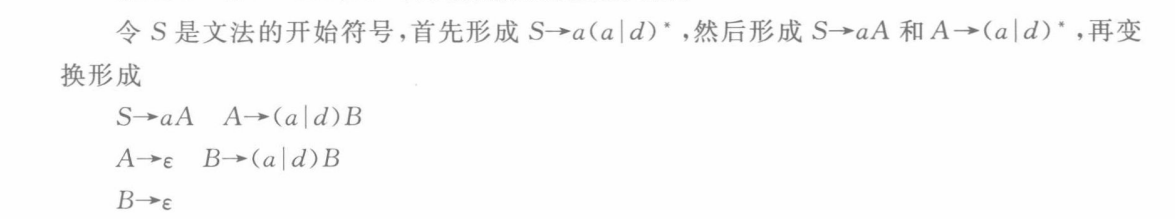 令 S 是文法的开始符号,首先形成 S→a(a|d)*,然后形成 S→aA 和 A→(a|d)*,再变
换形成
S→aA A→(a|d)B
A→ε B→(a|d)B
B→ε